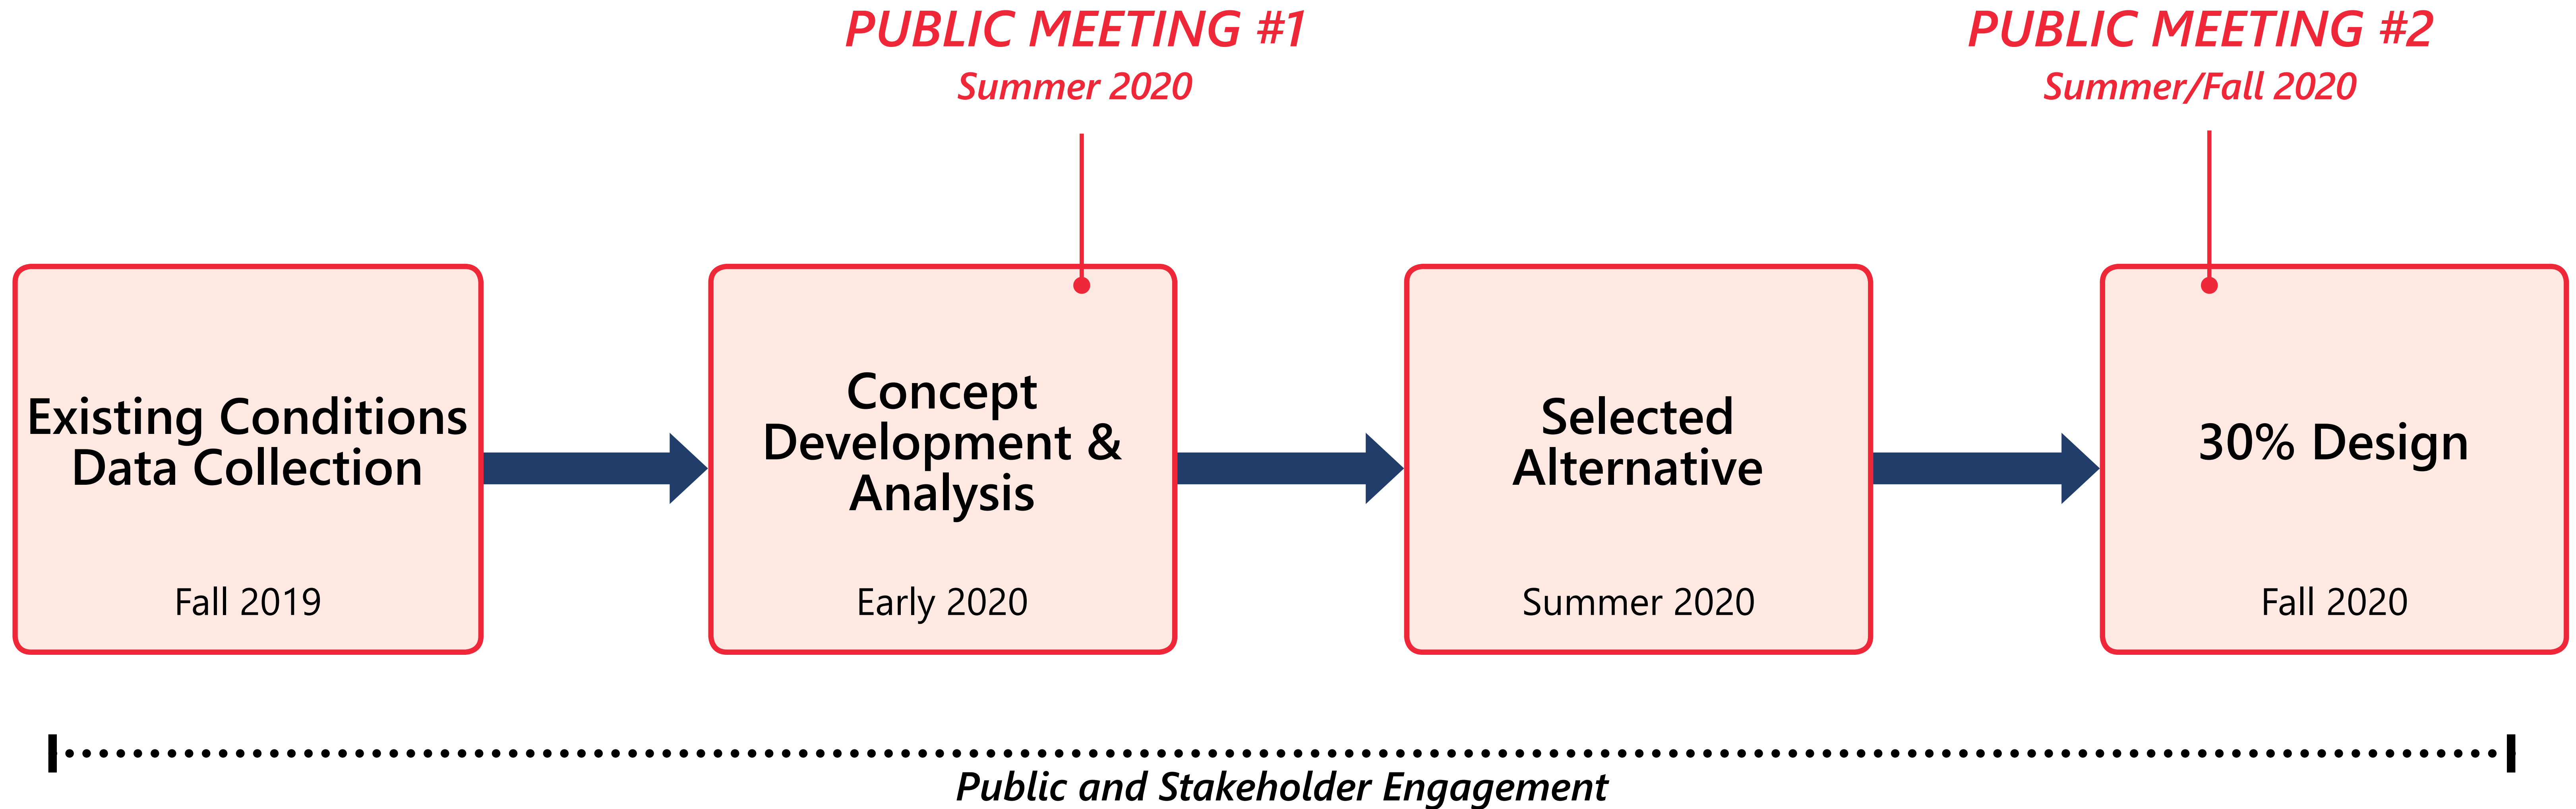 PUBLIC MEETING #1
Summer 2020
PUBLIC MEETING #2
Summer/Fall 2020
Existing Conditions
Data Collection
Fall 2019
Concept
Development &
Analysis
Early 2020
Selected
Alternative
Summer 2020
30% Design
Fall 2020
Public and Stakeholder Engagement